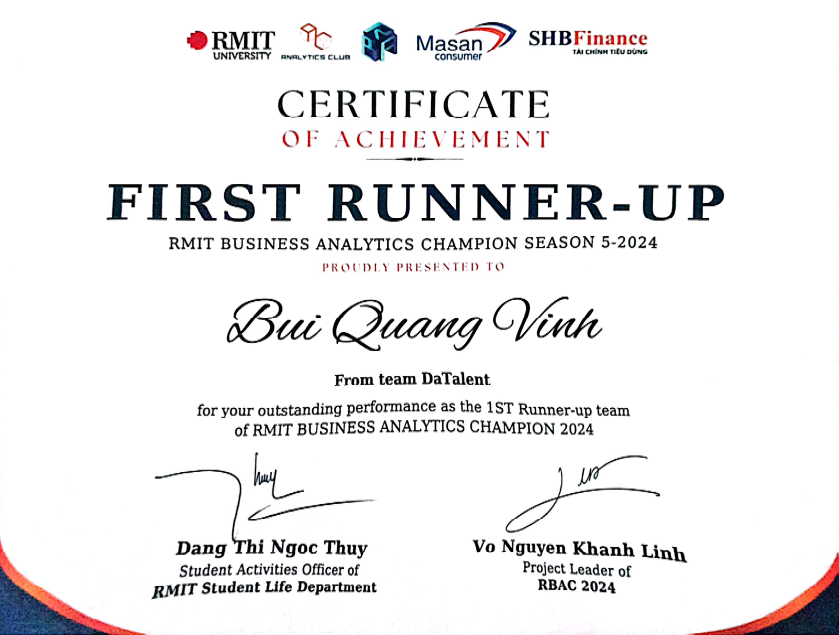 RMIT
UNIVERSITY
ANALYTICS CLUB
Masan
consumer
SHBFinance
TÀI CHÍNH TIÊU DÙNG
CERTIFICATE
OF ACHIEVEMENT
FIRST RUNNER-UP
RMIT BUSINESS ANALYTICS CHAMPION SEASON 5-2024
PROUDLY PRESENTED TO
Bui Quang Vinh
From team DaTalent
for your outstanding performance as the 1ST Runner-up team
of RMIT BUSINESS ANALYTICS CHAMPION 2024
Dang Thi Ngoc Thuy
Student Activities Officer of
RMIT Student Life Department
Vo Nguyen Khanh Linh
Project Leader of
RBAC 2024